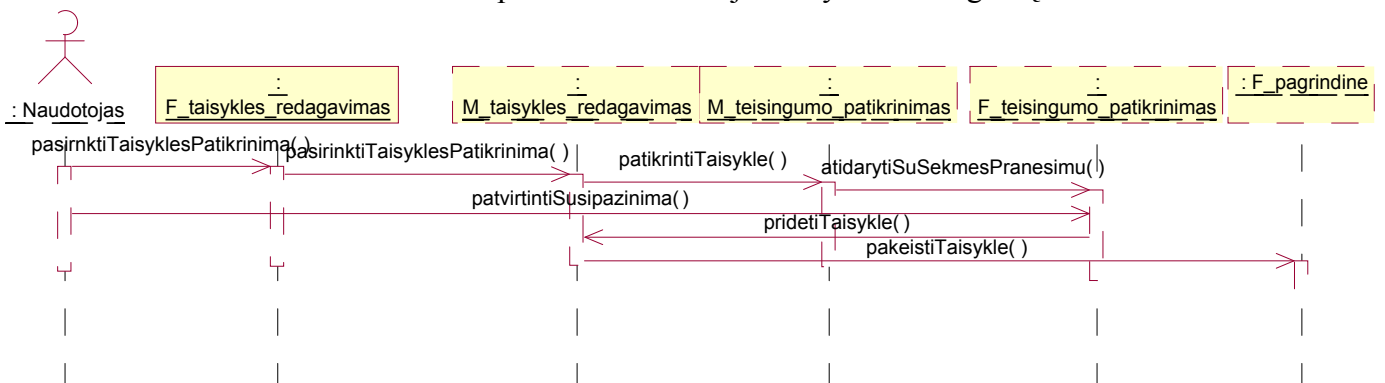 : Naudotojas
:
F_taisykles_redagavimas
:
M_taisykles_redagavimas
:
M_teisingumo_patikrinimas
:
F_teisingumo_patikrinimas
: F_pagrindine
pasirnktiTaisyklesPatikrinima( )
pasirinktiTaisyklesPatikrinima( )
patikrintiTaisykle( )
atidarytiSuSekmesPranesimu( )
patvirtintiSusipazinima( )
pridetiTaisykle( )
pakeistiTaisykle( )